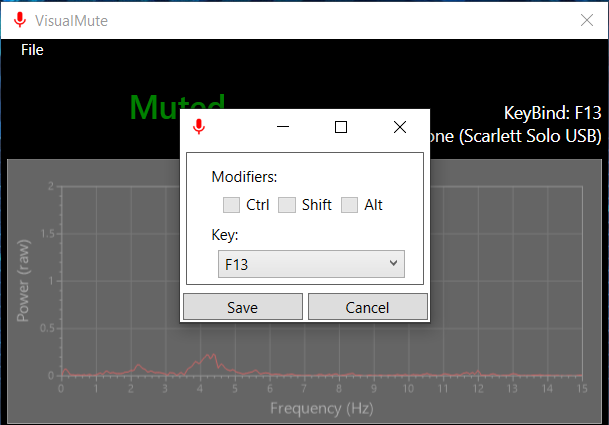 VisualMute
File
Muted
KeyBind: F13
(Scarlett Solo USB)
Modifiers:
Ctrl Shift Alt
Key:
F13
Save Cancel
2
1.5
1
0.5
0
Power (raw)
0 1 2 3 4 5 6 7 8 9 10 11 12 13 14 15
Frequency (Hz)